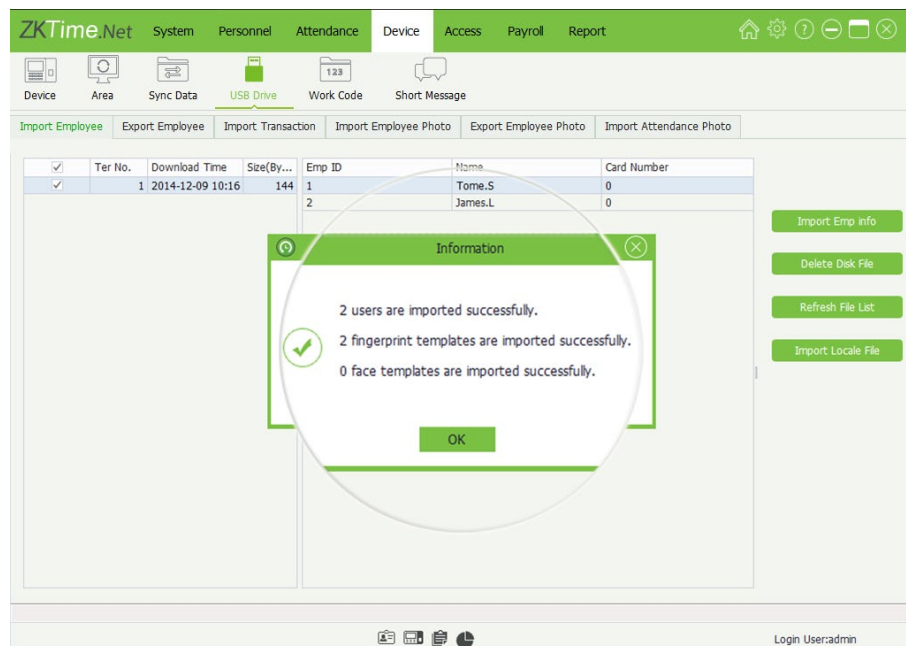 ZKTime.Net System Personnel Attendance Device Access Payroll Report
123
Device Area Sync Data USB Drive Work Code Short Message
Import Employee Export Employee Import Transaction Import Employee Photo Export Employee Photo Import Attendance Photo
Ter No. Download Time Size(By... Emp ID Name Card Number
1 2014-12-09 10:16 144 1 Tome.S 0
2 James.L 0
Import Emp info
Delete Disk File
Refresh File List
Import Locale File
Information
2 users are imported successfully.
2 fingerprint templates are imported successfully.
0 face templates are imported successfully.
OK
Login User:admin